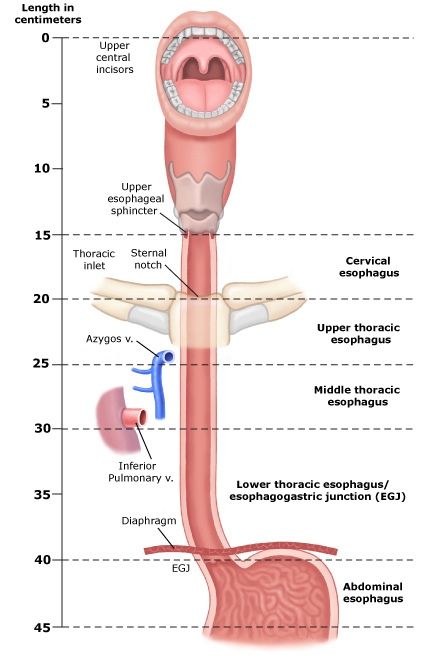 Length in
centimeters
0
Upper
central
incisors
5
10
Upper
esophageal
sphincter
15
Thoracic
inlet
Sternal
notch
Cervical
esophagus
20
Upper thoracic
esophagus
Azygos v.
25
Middle thoracic
esophagus
30
Inferior
Pulmonary v.
35
Lower thoracic esophagus/
esophagogastric junction (EGJ)
Diaphragm
40
EGJ
Abdominal
esophagus
45